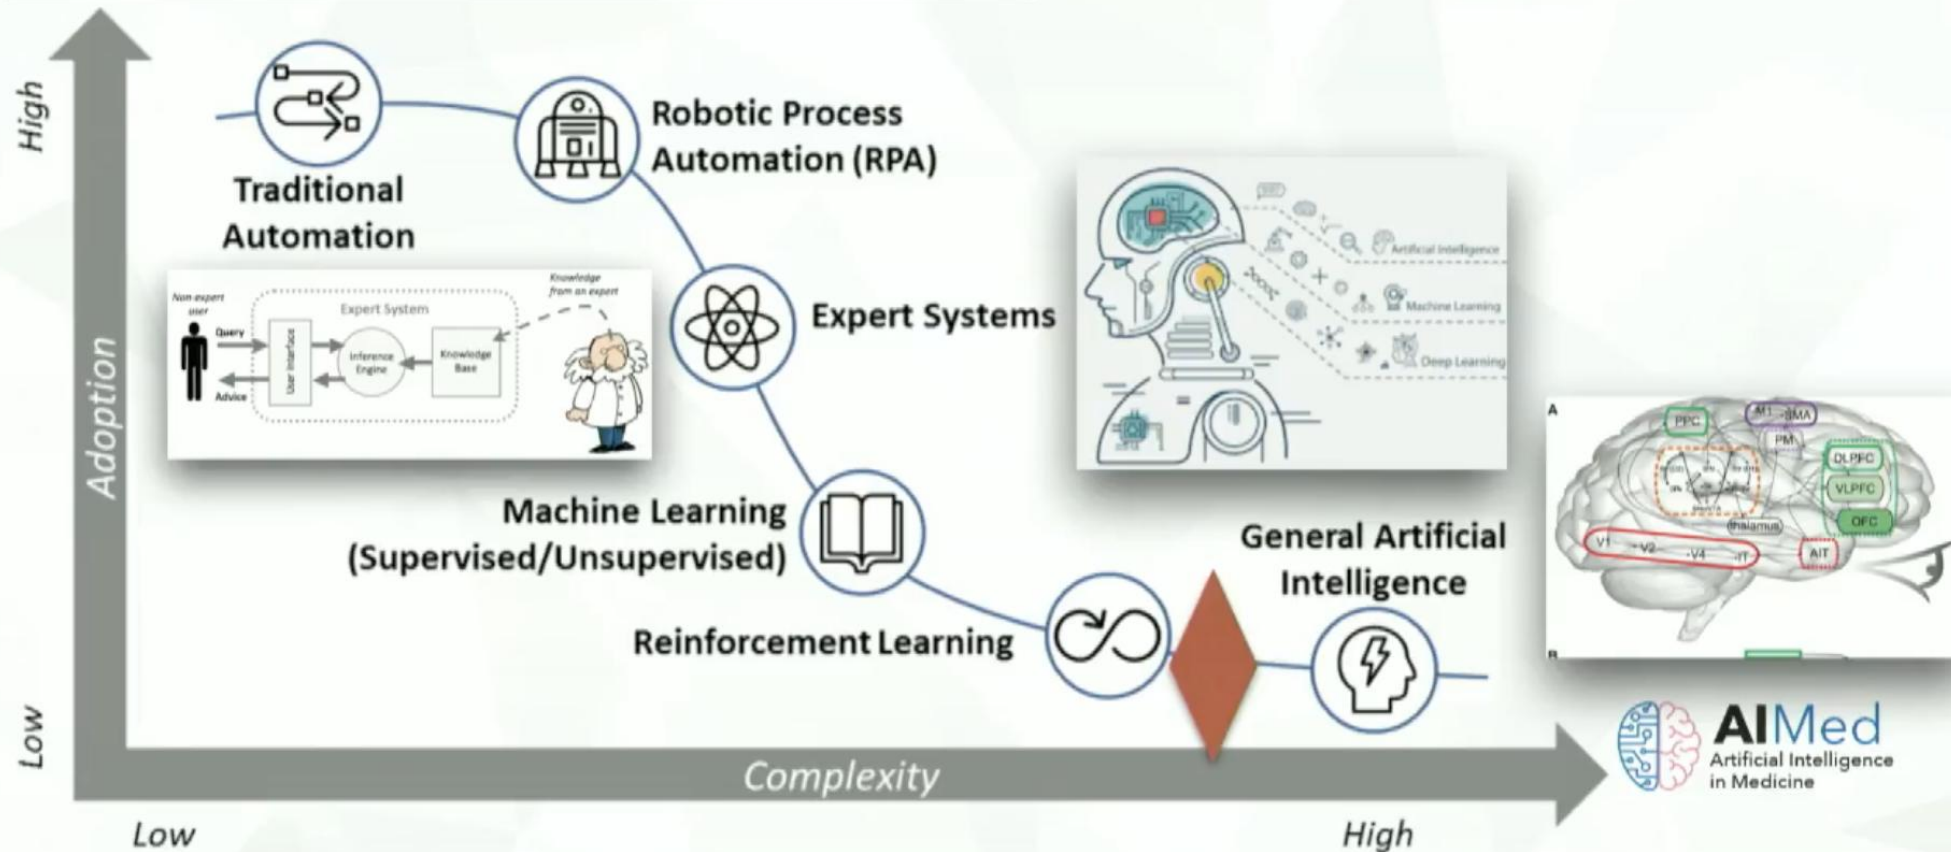 High
Adoption
Low
Low
Complexity
High
Traditional
Automation
Robotic Process
Automation (RPA)
Expert Systems
Machine Learning
(Supervised/Unsupervised)
Reinforcement Learning
General Artificial
Intelligence
Non expert
user
Query
Advice
Expert System
User Interface
Inference
Engine
Knowledge
Base
Knowledge
from an expert
Artificial Intelligence
Machine Learning
Deep Learning
A
PPC
M1
SMA
PM
DLPFC
VLPFC
OFC
thalamus
V1
V2
V4
IT
AIT
B
AIMed
Artificial Intelligence
in Medicine